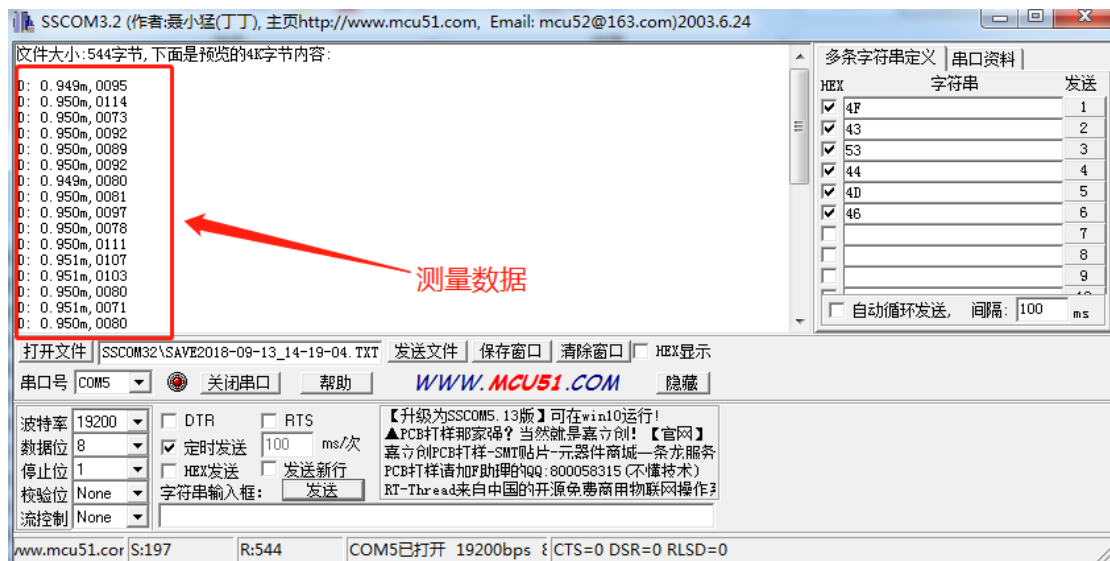 SSCOM3.2 (作者:聂小猛(丁丁), 主页http://www.mcu51.com, Email: mcu52@163.com)2003.6.24
文件大小:544字节,下面是预览的4K字节内容:
D: 0.949m,0095
D: 0.950m,0114
D: 0.950m,0073
D: 0.950m,0092
D: 0.950m,0089
D: 0.950m,0092
D: 0.949m,0080
D: 0.950m,0081
D: 0.950m,0097
D: 0.950m,0078
D: 0.950m,0111
D: 0.951m,0107
D: 0.951m,0103
D: 0.950m,0080
D: 0.951m,0071
D: 0.950m,0080
测量数据
多条字符串定义 串口资料
HEX 字符串 发送
4F 1
43 2
53 3
44 4
4D 5
46 6
7
8
9
自动循环发送, 间隔: 100 ms
打开文件 SSCOM32\SAVE2018-09-13_14-19-04.TXT 发送文件 保存窗口 清除窗口 HEX显示
串口号 COM5 关闭串口 帮助 WWW.MCU51.COM 隐藏
波特率 19200 DTR RTS
数据位 8 定时发送 100 ms/次
停止位 1 HEX发送 发送新行
校验位 None 字符串输入框: 发送
流控制 None
【升级为SSCOM5.13版】可在win10运行!
▲PCB打样那家强? 当然就是嘉立创! 【官网】
嘉立创PCB打样-SMT贴片-元器件商城—条龙服务
PCB打样请加F助理的QQ:800058315(不懂技术)
RT-Thread来自中国的开源免费商用物联网操作
www.mcu51.cor S:197 R:544 COM5已打开 19200bps CTS=0 DSR=0 RLSD=0